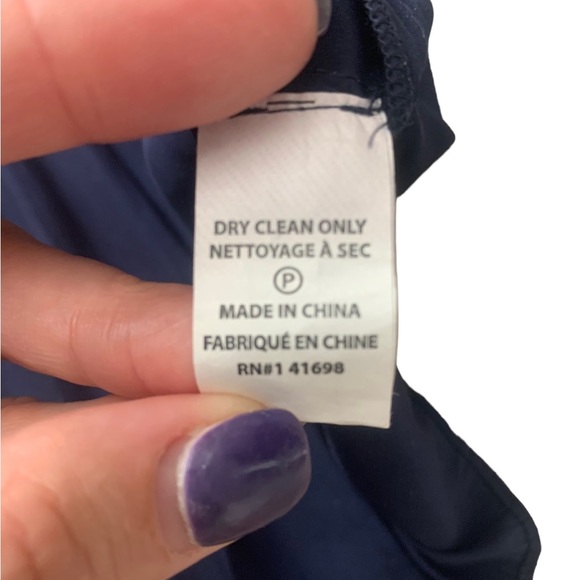 DRY CLEAN ONLY
NETTOYAGE À SEC
P
MADE IN CHINA
FABRIQUÉ EN CHINE
RN#1 41698